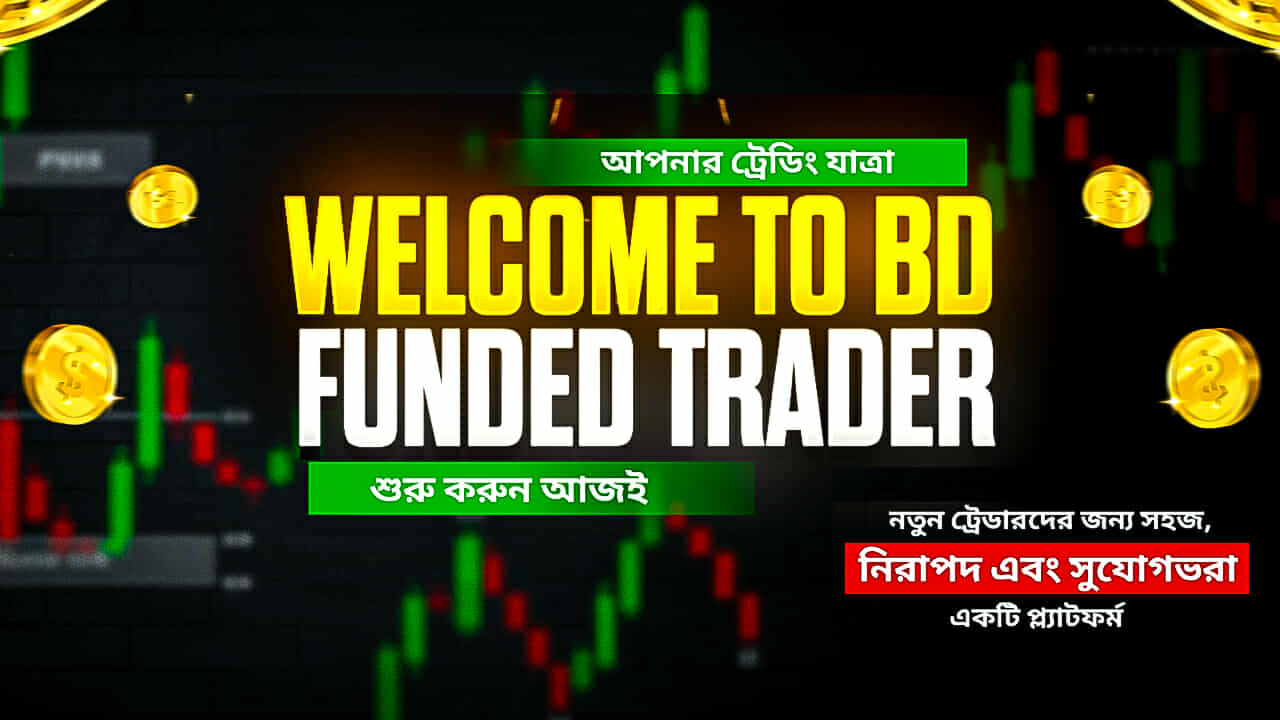 আপনার ট্রেডিং যাত্রা
WELCOME TO BD
FUNDED TRADER
শুরু করুন আজই
নতুন ট্রেডারদের জন্য সহজ,
নিরাপদ এবং সুযোগভরা
একটি প্ল্যাটফর্ম